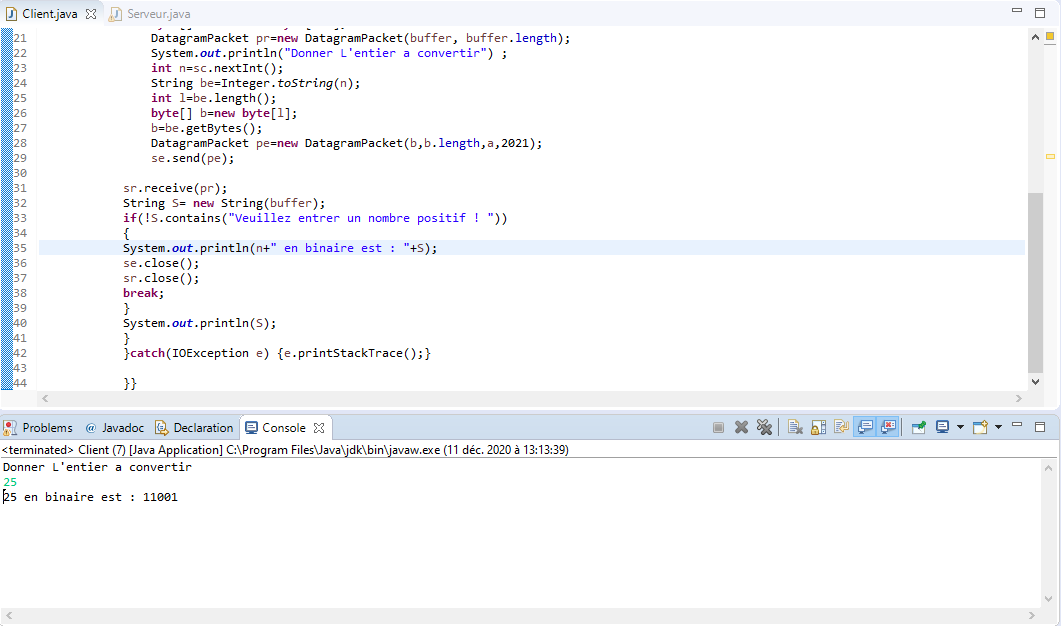 Client.java Serveur.java
21 DatagramPacket pr=new DatagramPacket(buffer, buffer.length);
22 System.out.println("Donner L'entier a convertir") ;
23 int n=sc.nextInt();
24 String be=Integer.toString(n);
25 int l=be.length();
26 byte[] b=new byte[l];
27 b=be.getBytes();
28 DatagramPacket pe=new DatagramPacket(b,b.length,a,2021);
29 se.send(pe);
30
31 sr.receive(pr);
32 String S= new String(buffer);
33 if(!S.contains("Veuillez entrer un nombre positif ! "))
34 {
35 System.out.println(n+" en binaire est : "+S);
36 se.close();
37 sr.close();
38 break;
39 }
40 System.out.println(S);
41 }
42 }catch(IOException e) {e.printStackTrace();}
43
44 }}
Problems @ Javadoc Declaration Console
<terminated> Client (7) [Java Application] C:\Program Files\Java\jdk\bin\javaw.exe (11 déc. 2020 à 13:13:39)
Donner L'entier a convertir
25
25 en binaire est : 11001